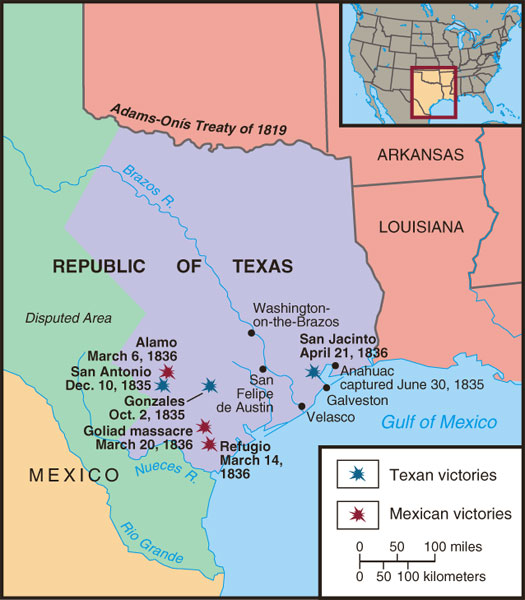 Adams-Onís Treaty of 1819
ARKANSAS
LOUISIANA
Brazos R.
REPUBLIC OF TEXAS
Disputed Area
Washington-
on-the-Brazos
Alamo
March 6, 1836
San Antonio
Dec. 10, 1835
Gonzales
Oct. 2, 1835
Goliad massacre
March 20, 1836
San Jacinto
April 21, 1836
San
Felipe
de Austin
Anahuac
captured June 30, 1835
Galveston
Velasco
Gulf of Mexico
Refugio
March 14,
1836
MEXICO
Nueces R.
Rio Grande
Texan victories
Mexican victories
0 50 100 miles
0 50 100 kilometers